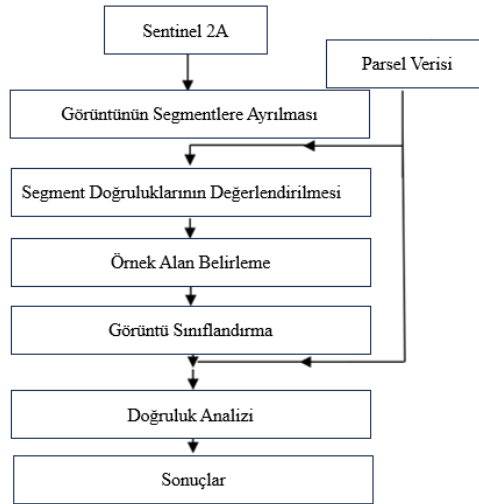 Sentinel 2A
Parsel Verisi
Görüntünün Segmentlere Ayrılması
Segment Doğruluklarının Değerlendirilmesi
Örnek Alan Belirleme
Görüntü Sınıflandırma
Doğruluk Analizi
Sonuçlar